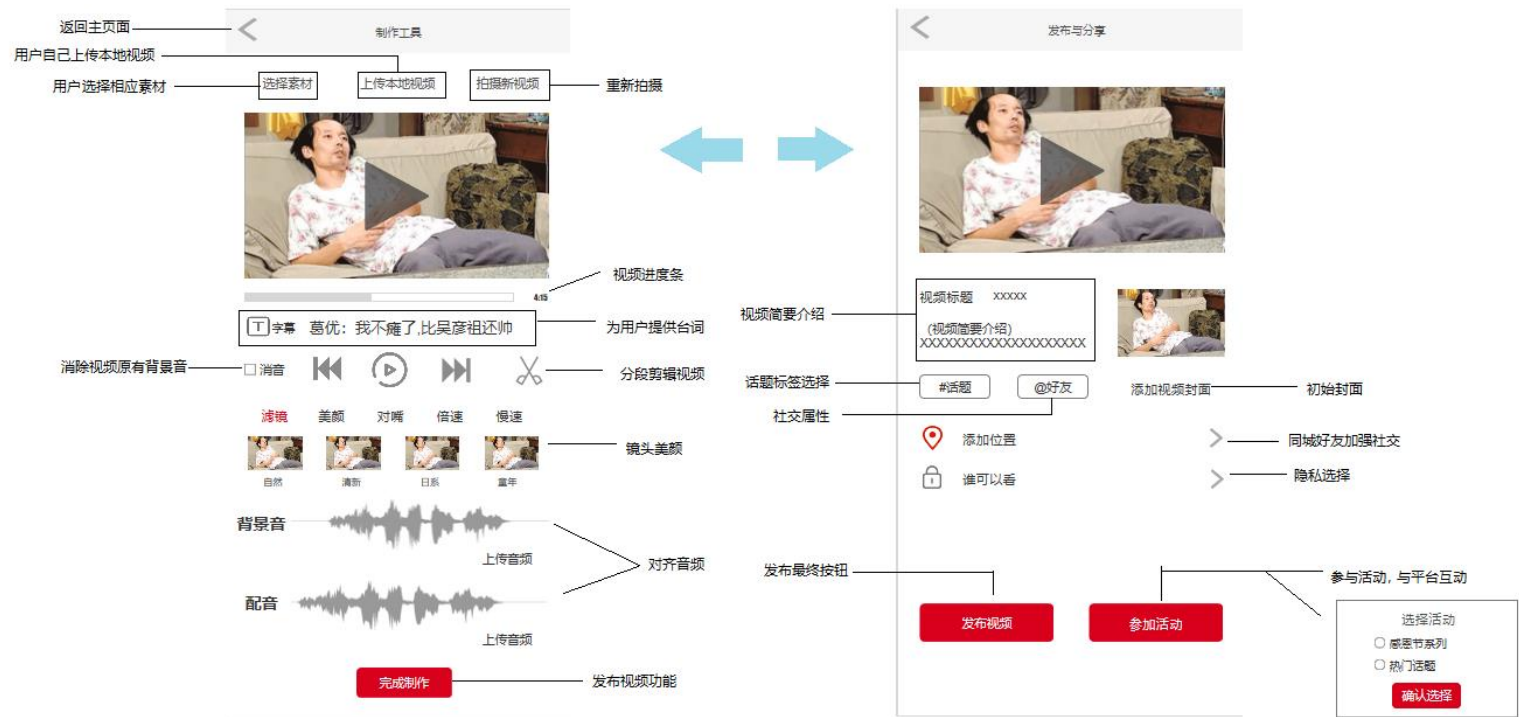 返回主页面
制作工具
用户自己上传本地视频
用户选择相应素材
选择素材
上传本地视频
拍摄新视频
重新拍摄
视频进度条
4:15
T 字幕 葛优：我不瘫了,比吴彦祖还帅
为用户提供台词
消除视频原有背景音
消音
分段剪辑视频
滤镜 美颜 对嘴 倍速 慢速
镜头美颜
自然 清新 日系 童年
背景音
上传音频
对齐音频
配音
上传音频
完成制作
发布视频功能
发布与分享
视频简要介绍
视频标题 xxxxx
(视频简要介绍)
XXXXXXXXXXXXXXXXXXXXX
话题标签选择
#话题
@好友
社交属性
添加视频封面
初始封面
添加位置
同城好友加强社交
谁可以看
隐私选择
发布最终按钮
参与活动, 与平台互动
发布视频
参加活动
选择活动
感恩节系列
热门话题
确认选择